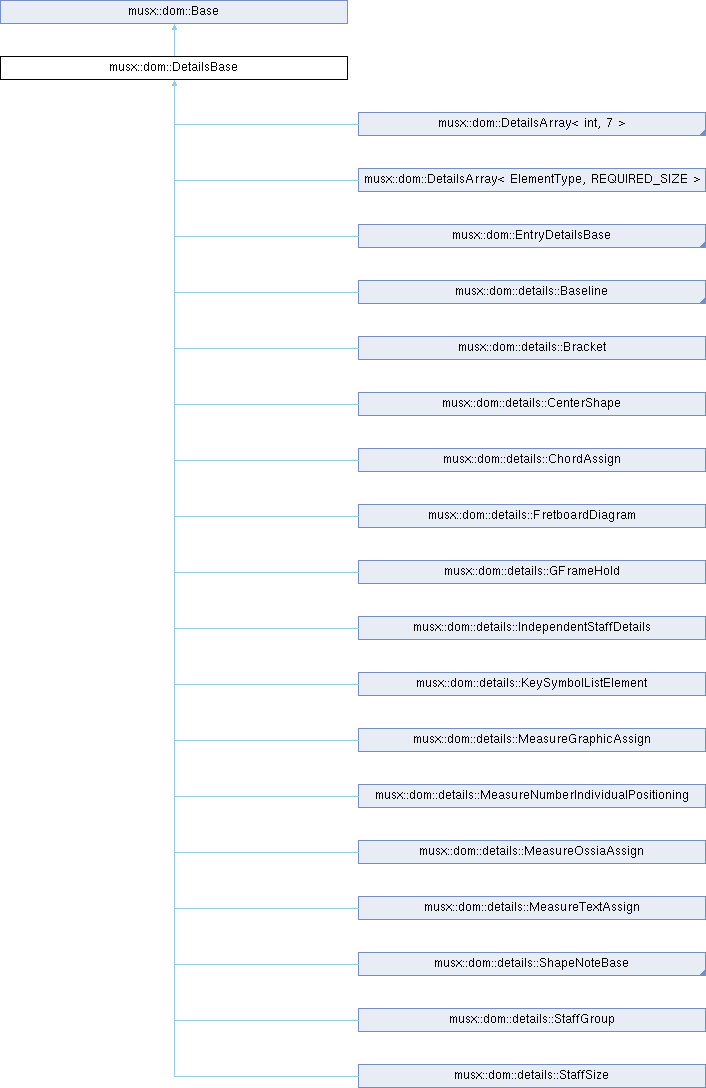 musx::dom::Base
musx::dom::DetailsBase
musx::dom::DetailsArray< int, 7 >
musx::dom::DetailsArray< ElementType, REQUIRED_SIZE >
musx::dom::EntryDetailsBase
musx::dom::details::Baseline
musx::dom::details::Bracket
musx::dom::details::CenterShape
musx::dom::details::ChordAssign
musx::dom::details::FretboardDiagram
musx::dom::details::GFrameHold
musx::dom::details::IndependentStaffDetails
musx::dom::details::KeySymbolListElement
musx::dom::details::MeasureGraphicAssign
musx::dom::details::MeasureNumberIndividualPositioning
musx::dom::details::MeasureOssiaAssign
musx::dom::details::MeasureTextAssign
musx::dom::details::ShapeNoteBase
musx::dom::details::StaffGroup
musx::dom::details::StaffSize